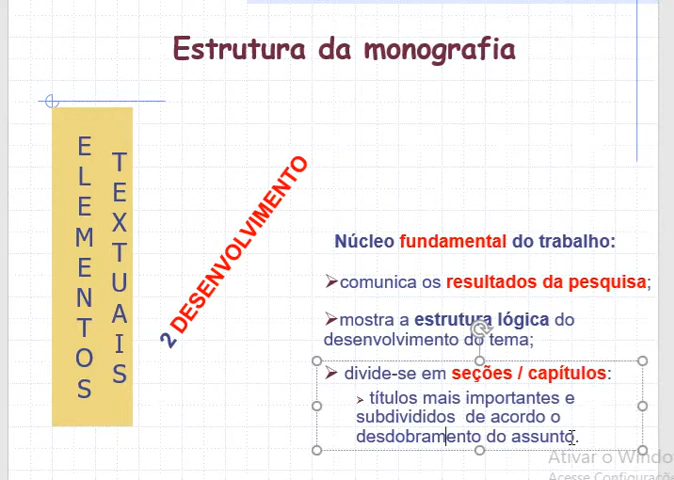 Estrutura da monografia
ELEMENTOS
TEXTUAIS
2 DESENVOLVIMENTO
Núcleo fundamental do trabalho:
➢comunica os resultados da pesquisa;
➢mostra a estrutura lógica do
desenvolvimento do tema;
➢ divide-se em seções / capítulos:
➢ títulos mais importantes e
subdivididos de acordo o
desdobramento do assunto.
Ativar o Windo
Acesse Configuraçõe